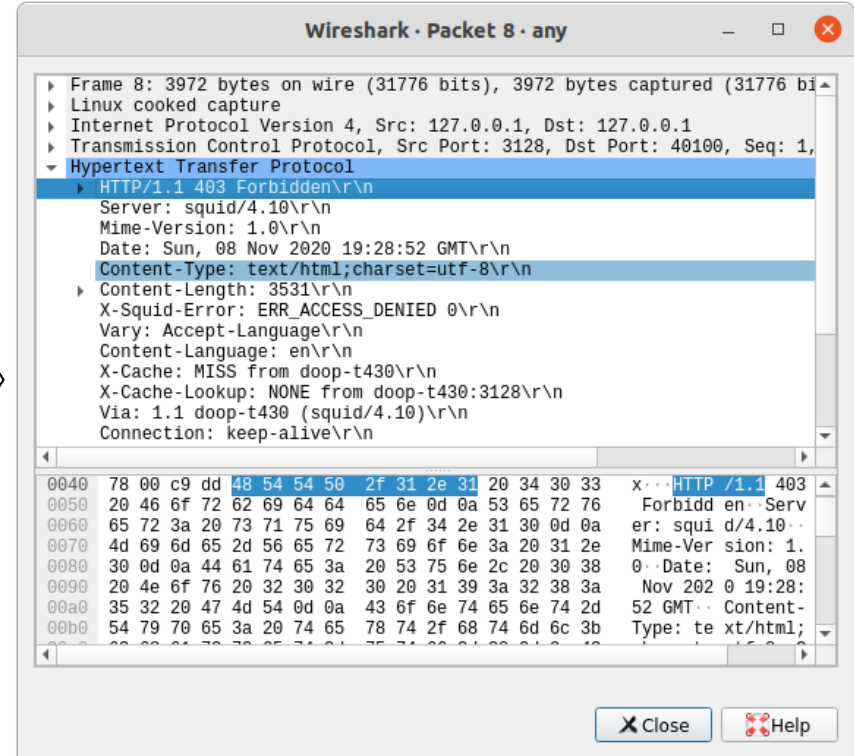 Wireshark · Packet 8 · any
Frame 8: 3972 bytes on wire (31776 bits), 3972 bytes captured (31776 bi
Linux cooked capture
Internet Protocol Version 4, Src: 127.0.0.1, Dst: 127.0.0.1
Transmission Control Protocol, Src Port: 3128, Dst Port: 40100, Seq: 1,
Hypertext Transfer Protocol
HTTP/1.1 403 Forbidden\r\n
Server: squid/4.10\r\n
Mime-Version: 1.0\r\n
Date: Sun, 08 Nov 2020 19:28:52 GMT\r\n
Content-Type: text/html;charset=utf-8\r\n
Content-Length: 3531\r\n
X-Squid-Error: ERR_ACCESS_DENIED 0\r\n
Vary: Accept-Language\r\n
Content-Language: en\r\n
X-Cache: MISS from doop-t430\r\n
X-Cache-Lookup: NONE from doop-t430:3128\r\n
Via: 1.1 doop-t430 (squid/4.10)\r\n
Connection: keep-alive\r\n
0040 78 00 c9 dd 48 54 54 50 2f 31 2e 31 20 34 30 33 x···HTTP /1.1 403
0050 20 46 6f 72 62 69 64 64 65 6e 0d 0a 53 65 72 76 Forbidd en··Serv
0060 65 72 3a 20 73 71 75 69 64 2f 34 2e 31 30 0d 0a er: squi d/4.10··
0070 4d 69 6d 65 2d 56 65 72 73 69 6f 6e 3a 20 31 2e Mime-Ver sion: 1.
0080 30 0d 0a 44 61 74 65 3a 20 53 75 6e 2c 20 30 38 0··Date: Sun, 08
0090 20 4e 6f 76 20 32 30 32 30 20 31 39 3a 32 38 3a Nov 202 0 19:28:
00a0 35 32 20 47 4d 54 0d 0a 43 6f 6e 74 65 6e 74 2d 52 GMT·· Content-
00b0 54 79 70 65 3a 20 74 65 78 74 2f 68 74 6d 6c 3b Type: te xt/html;
Close Help